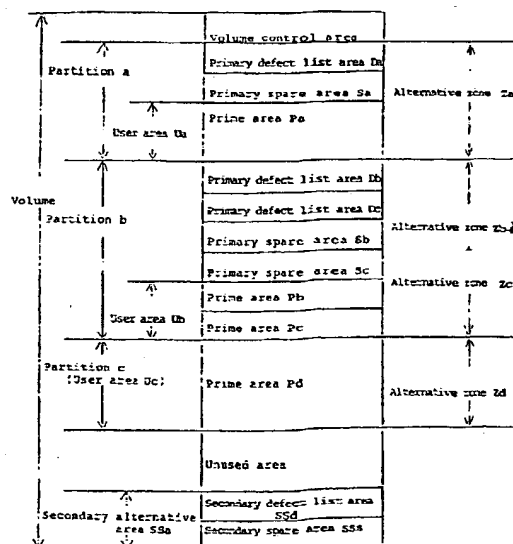 Volume control area
Partition a
Primary defect list area Da
Primary spare area Sa
Alternative zone Za
Prime area Pa
User area Ua
Primary defect list area Db
Volume
Primary defect list area Dc
Partition b
Alternative zone Zb
Primary spare area Sb
Primary spare area Sc
Alternative zone Zc
Prime area Pb
User area Ub
Prime area Pc
Partition c
(User area Uc)
Prime area Pd
Alternative zone Zd
Unused area
Secondary defect list area
SSd
Secondary alternative
area SSa
Secondary spare area SSs